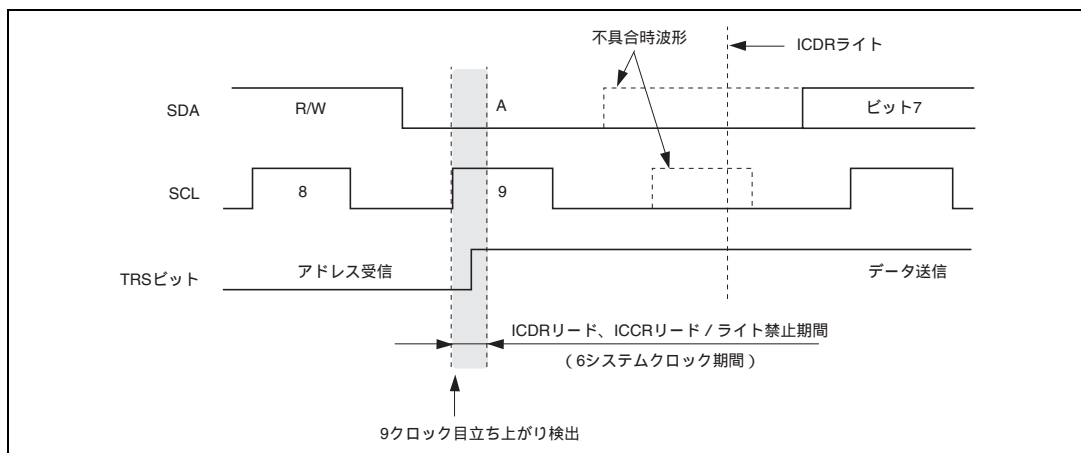 不具合時波形
ICDRライト
SDA
R/W
A
ビット7
SCL
8
9
TRSビット
アドレス受信
データ送信
ICDRリード、ICCRリード / ライト禁止期間
(6システムクロック期間)
9クロック目立ち上がり検出